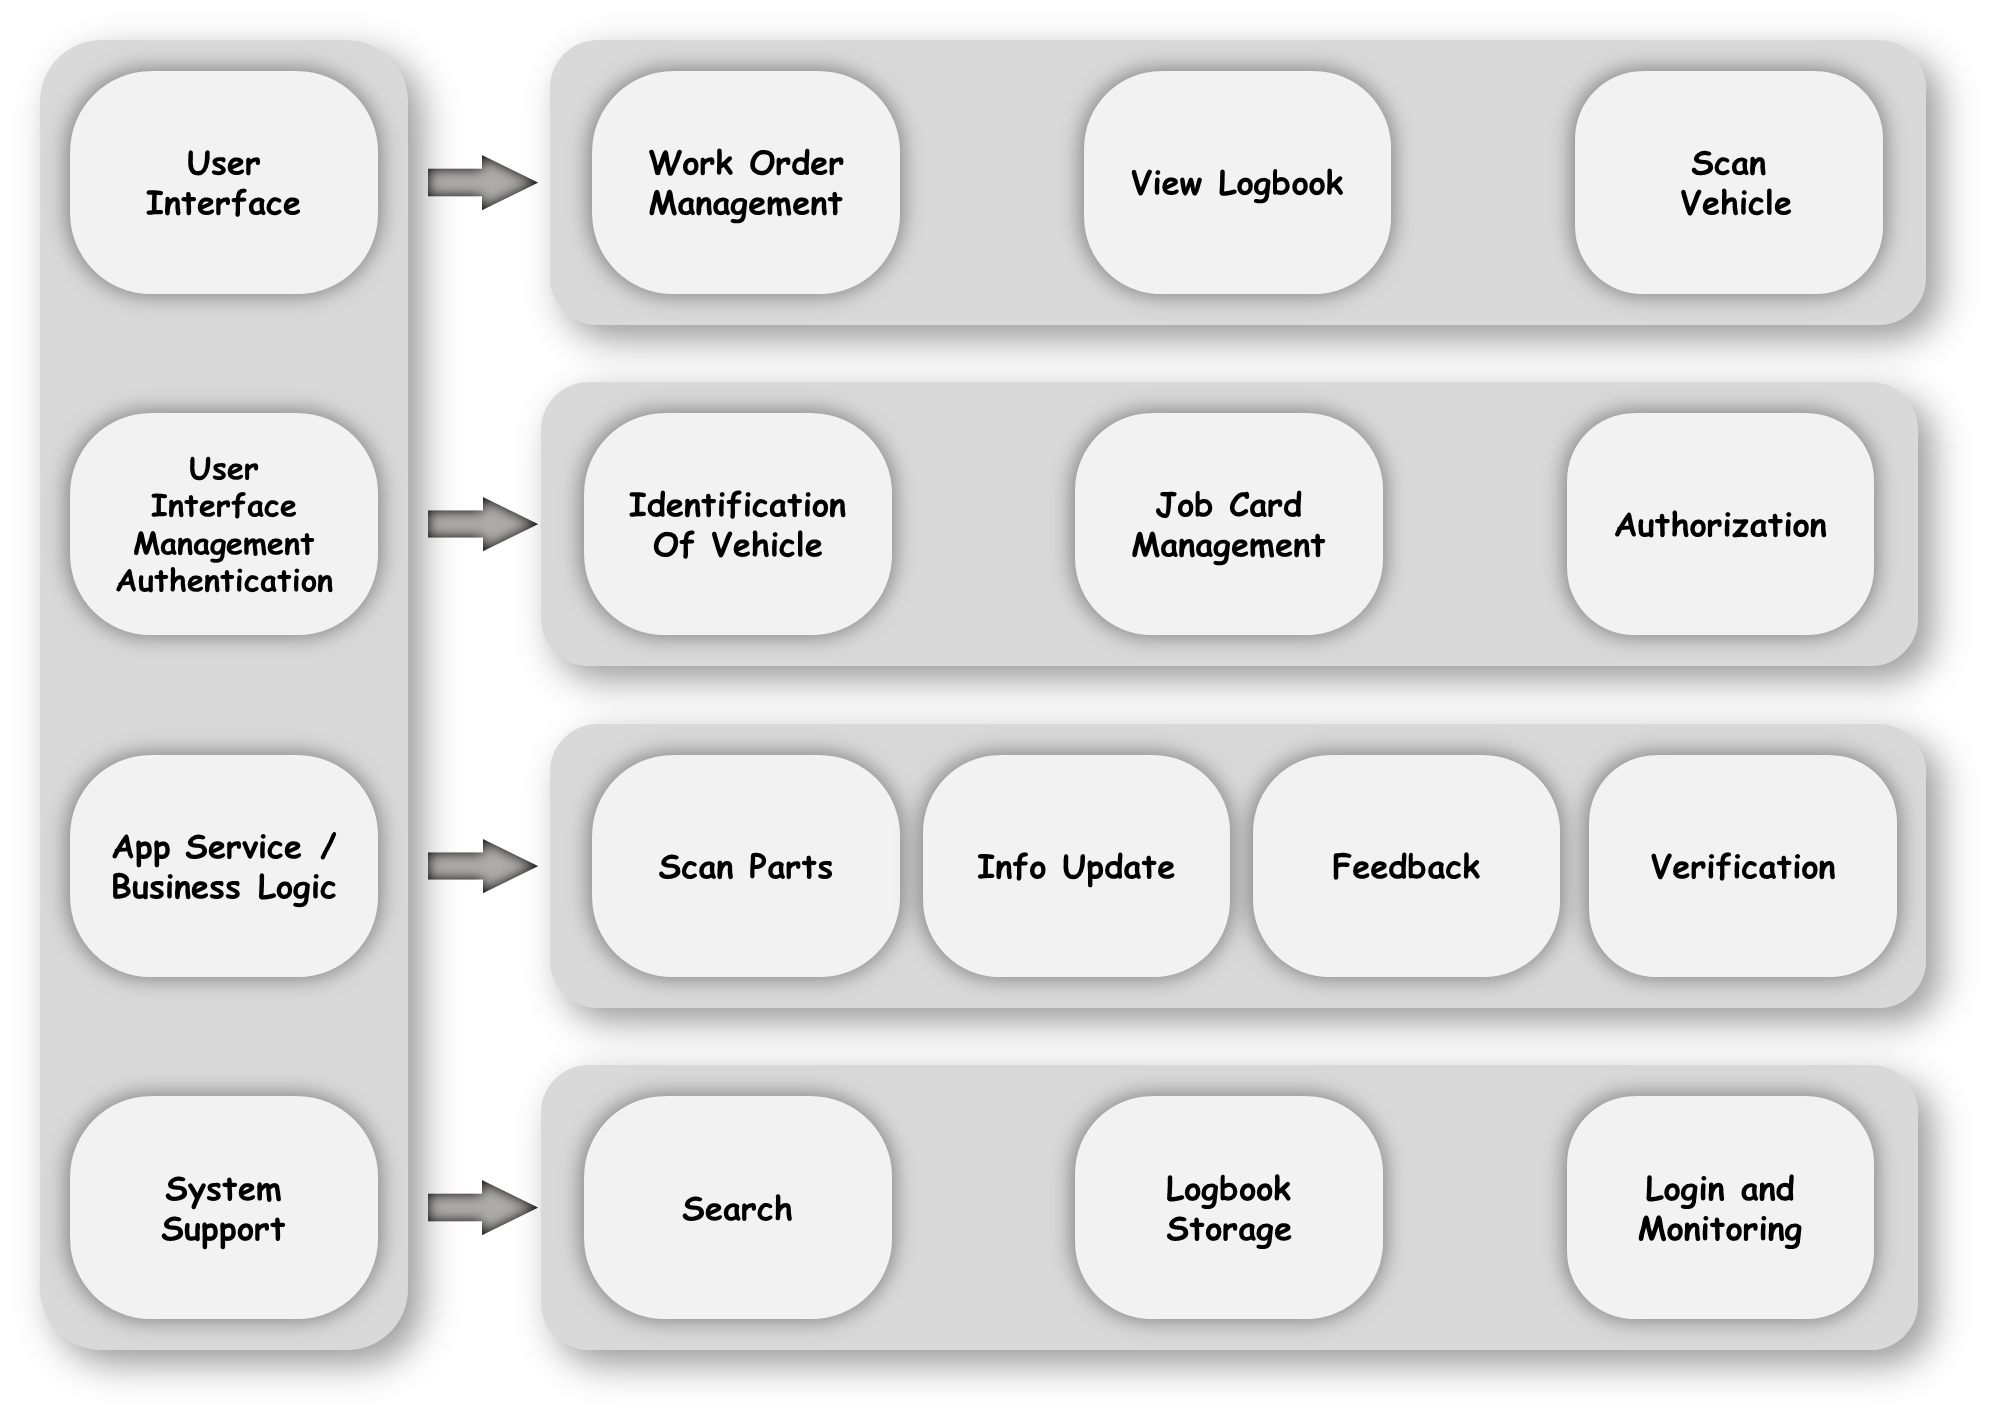 User
Interface
Work Order
Management
View Logbook
Scan
Vehicle
User
Interface
Management
Authentication
Identification
Of Vehicle
Job Card
Management
Authorization
App Service /
Business Logic
Scan Parts
Info Update
Feedback
Verification
System
Support
Search
Logbook
Storage
Login and
Monitoring